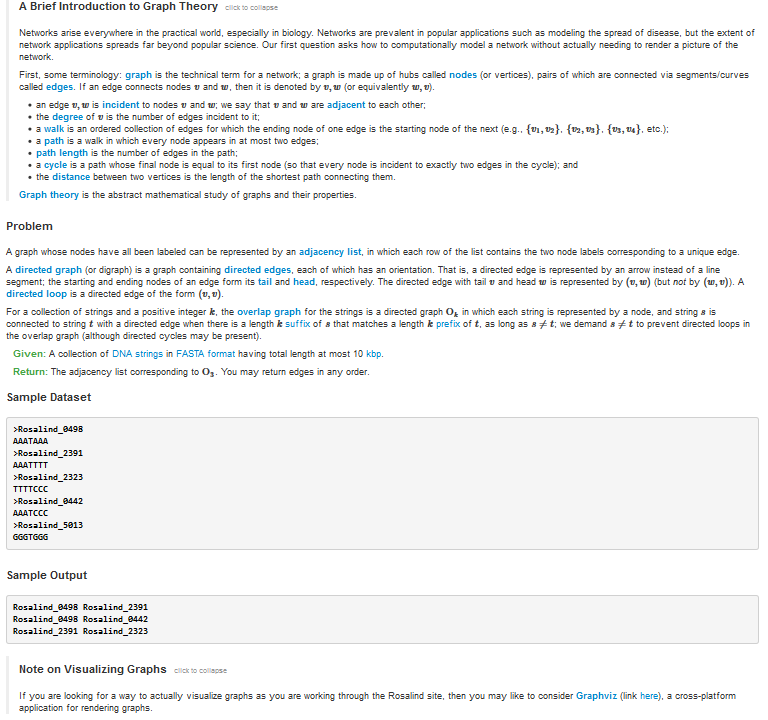 A Brief Introduction to Graph Theory click to collapse
Networks arise everywhere in the practical world, especially in biology. Networks are prevalent in popular applications such as modeling the spread of disease, but the extent of
network applications spreads far beyond popular science. Our first question asks how to computationally model a network without actually needing to render a picture of the
network.
First, some terminology: graph is the technical term for a network; a graph is made up of hubs called nodes (or vertices), pairs of which are connected via segments/curves
called edges. If an edge connects nodes v and w, then it is denoted by v, w (or equivalently w, v).
• an edge v, w is incident to nodes v and w; we say that v and w are adjacent to each other;
• the degree of v is the number of edges incident to it;
• a walk is an ordered collection of edges for which the ending node of one edge is the starting node of the next (e.g., {v₁, v₂}, {v₂, v₃}, {v₃, v₄}, etc.);
• a path is a walk in which every node appears in at most two edges;
• path length is the number of edges in the path;
• a cycle is a path whose final node is equal to its first node (so that every node is incident to exactly two edges in the cycle); and
• the distance between two vertices is the length of the shortest path connecting them.
Graph theory is the abstract mathematical study of graphs and their properties.
Problem
A graph whose nodes have all been labeled can be represented by an adjacency list, in which each row of the list contains the two node labels corresponding to a unique edge.
A directed graph (or digraph) is a graph containing directed edges, each of which has an orientation. That is, a directed edge is represented by an arrow instead of a line
segment; the starting and ending nodes of an edge form its tail and head, respectively. The directed edge with tail v and head w is represented by (v, w) (but not by (w, v)). A
directed loop is a directed edge of the form (v, v).
For a collection of strings and a positive integer k, the overlap graph for the strings is a directed graph Oₖ in which each string is represented by a node, and string s is
connected to string t with a directed edge when there is a length k suffix of s that matches a length k prefix of t, as long as s ≠ t; we demand s ≠ t to prevent directed loops in
the overlap graph (although directed cycles may be present).
Given: A collection of DNA strings in FASTA format having total length at most 10 kbp.
Return: The adjacency list corresponding to O₃. You may return edges in any order.
Sample Dataset
>Rosalind_0498
AAATAAA
>Rosalind_2391
AAATTTT
>Rosalind_2323
TTTTCCC
>Rosalind_0442
AAATCCC
>Rosalind_5013
GGGTGGG
Sample Output
Rosalind_0498 Rosalind_2391
Rosalind_0498 Rosalind_0442
Rosalind_2391 Rosalind_2323
Note on Visualizing Graphs click to collapse
If you are looking for a way to actually visualize graphs as you are working through the Rosalind site, then you may like to consider Graphviz (link here), a cross-platform
application for rendering graphs.